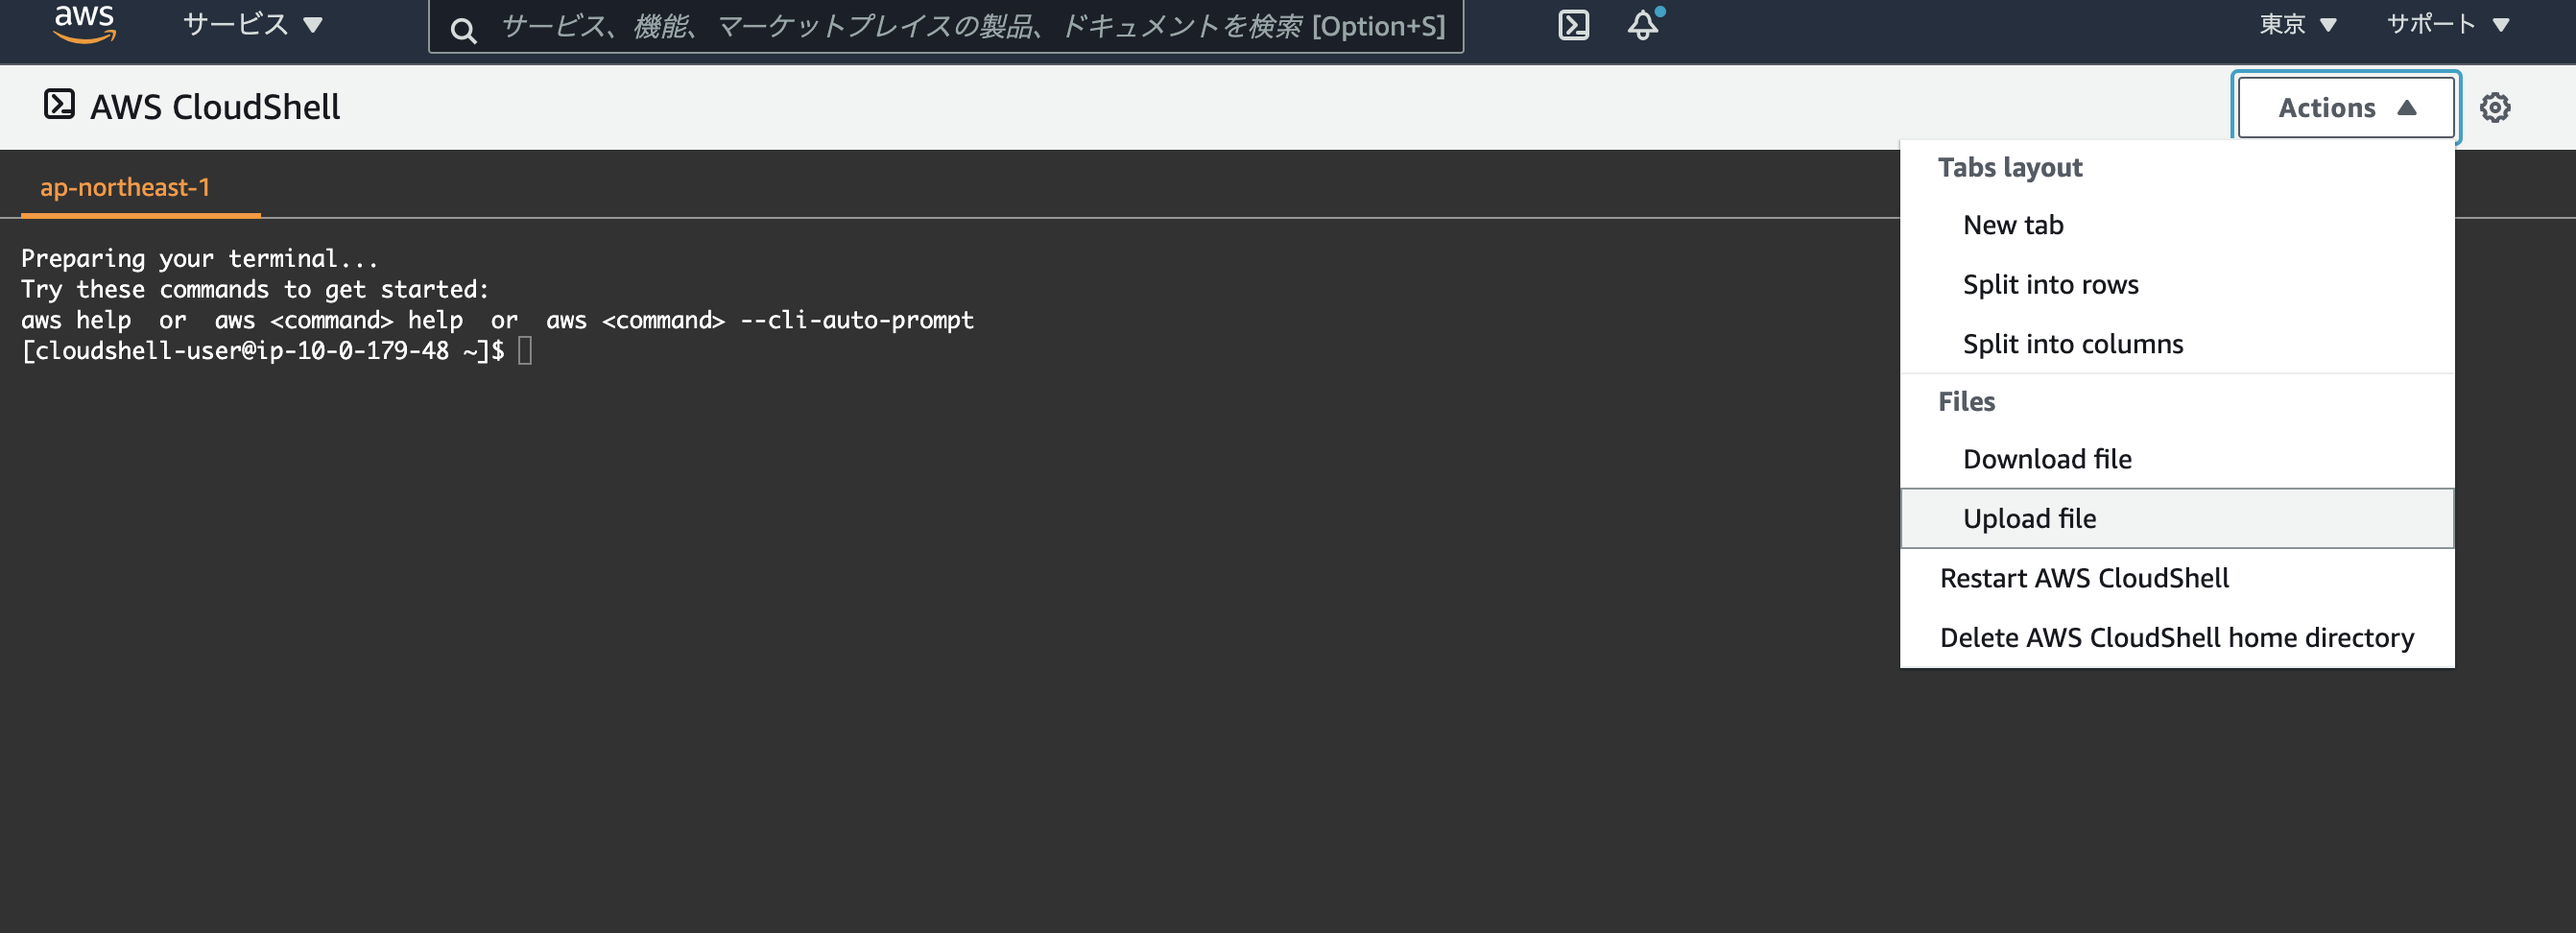 aws サービス サービス、機能、マーケットプレイスの製品、ドキュメントを検索 [Option+S] 東京 サポート
AWS CloudShell Actions
ap-northeast-1
Preparing your terminal...
Try these commands to get started:
aws help  or  aws <command> help  or  aws <command> --cli-auto-prompt
[cloudshell-user@ip-10-0-179-48 ~]$
Tabs layout
New tab
Split into rows
Split into columns
Files
Download file
Upload file
Restart AWS CloudShell
Delete AWS CloudShell home directory